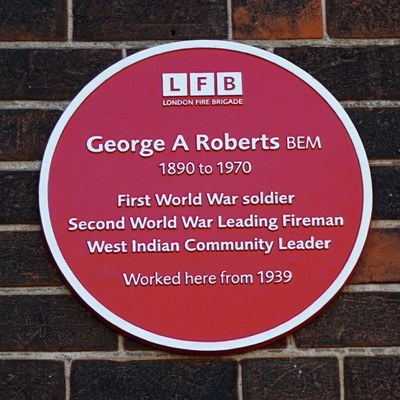 LFB
LONDON FIRE BRIGADE
George A Roberts BEM
1890 to 1970
First World War soldier
Second World War Leading Fireman
West Indian Community Leader
Worked here from 1939